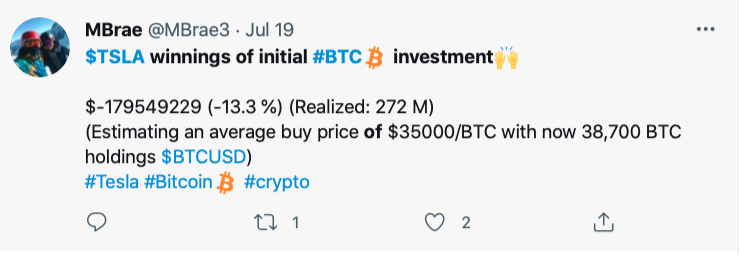 MBrae @MBrae3 · Jul 19
$TSLA winnings of initial #BTC investment🙌
$-179549229 (-13.3 %) (Realized: 272 M)
(Estimating an average buy price of $35000/BTC with now 38,700 BTC
holdings $BTCUSD)
#Tesla #Bitcoin #crypto
1 2